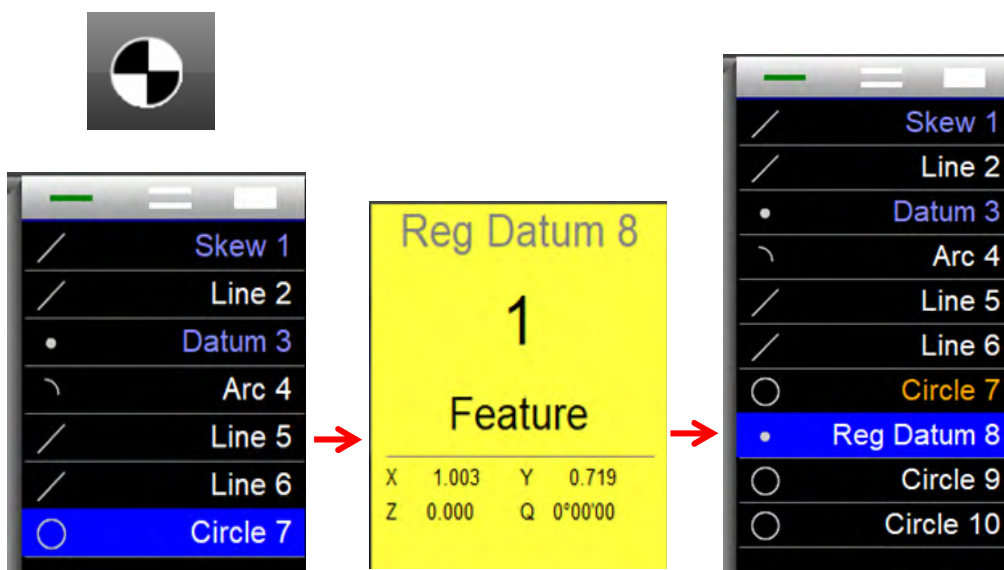 Skew 1
Line 2
Datum 3
Arc 4
Line 5
Line 6
Circle 7
Reg Datum 8
1
Feature
X 1.003 Y 0.719
Z 0.000 Q 0°00'00
Skew 1
Line 2
Datum 3
Arc 4
Line 5
Line 6
Circle 7
Reg Datum 8
Circle 9
Circle 10